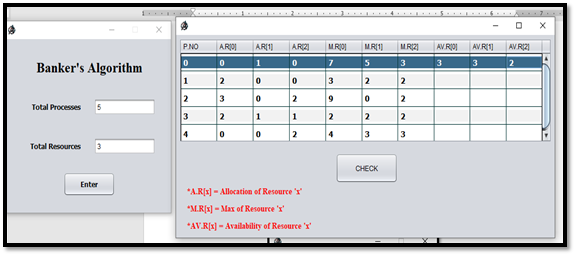 Enter
Banker's Algorithm
Total Processes 5
Total Resources 3
Enter
P.NO A.R[0] A.R[1] A.R[2] M.R[0] M.R[1] M.R[2] AV.R[0] AV.R[1] AV.R[2]
0 0 1 0 7 5 3 3 3 2
1 2 0 0 3 2 2
2 3 0 2 9 0 2
3 2 1 1 2 2 2
4 0 0 2 4 3 3
CHECK
*A.R[x] = Allocation of Resource 'x'
*M.R[x] = Max of Resource 'x'
*AV.R[x] = Availability of Resource 'x'